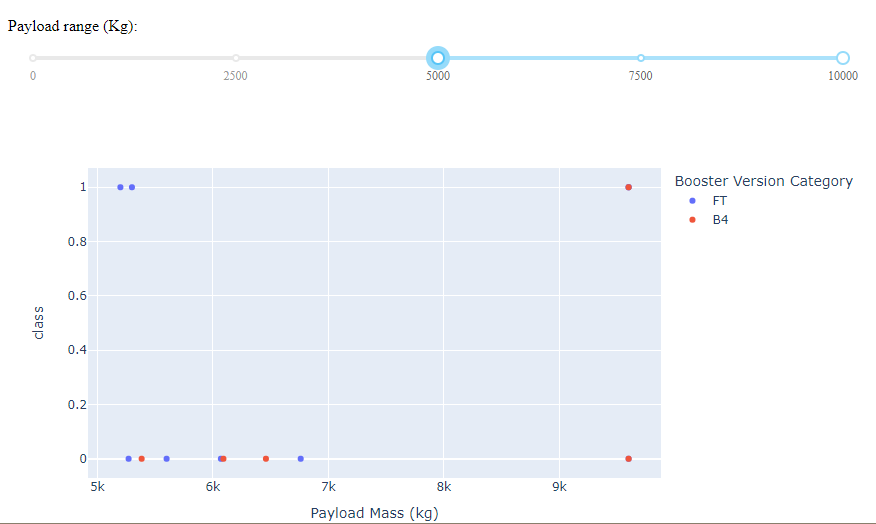 Payload range (Kg):
0 2500 5000 7500 10000
Booster Version Category
FT
B4
1
0.8
0.6
0.4
0.2
0
class
5k 6k 7k 8k 9k
Payload Mass (kg)